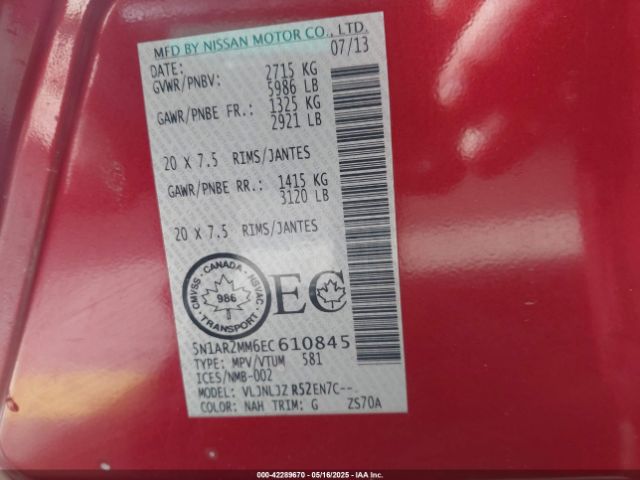 MFD BY NISSAN MOTOR CO., LTD.
DATE: 07/13
GVWR/PNBV: 2715 KG
5986 LB
GAWR/PNBE FR.: 1325 KG
2921 LB
20 X 7.5 RIMS/JANTES
GAWR/PNBE RR.: 1415 KG
3120 LB
20 X 7.5 RIMS/JANTES
CMVSS - CANADA - NSVAC
986
TRANSPORT
EC
5N1AR2MM6EC610845
TYPE: MPV/VTUM 581
ICES/NMB-002
MODEL: VLJNLJZ R52EN7C--.
COLOR: NAH TRIM: G ZS70A
000-42289670 - 05/16/2025 - IAA Inc.